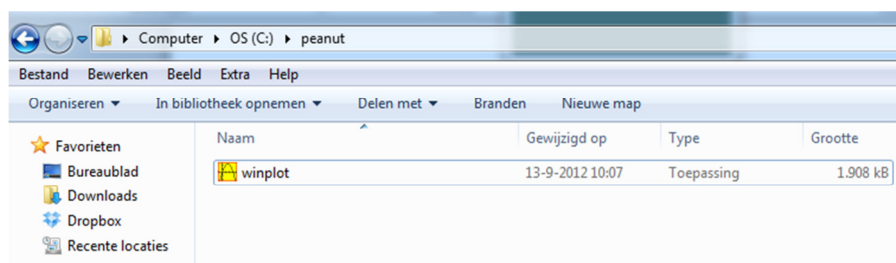 Computer OS (C:) peanut
Bestand Bewerken Beeld Extra Help
Organiseren In bibliotheek opnemen Delen met Branden Nieuwe map
Favorieten
Bureaublad
Downloads
Dropbox
Recente locaties
Naam Gewijzigd op Type Grootte
winplot 13-9-2012 10:07 Toepassing 1.908 kB